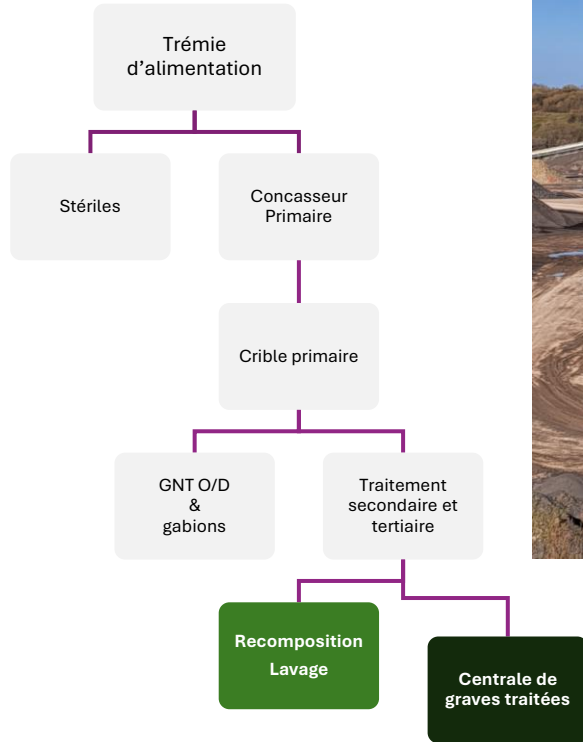 Trémie
d'alimentation
Stériles
Concasseur
Primaire
Crible primaire
GNT O/D
&
gabions
Traitement
secondaire et
tertiaire
Recomposition
Lavage
Centrale de
graves traitées